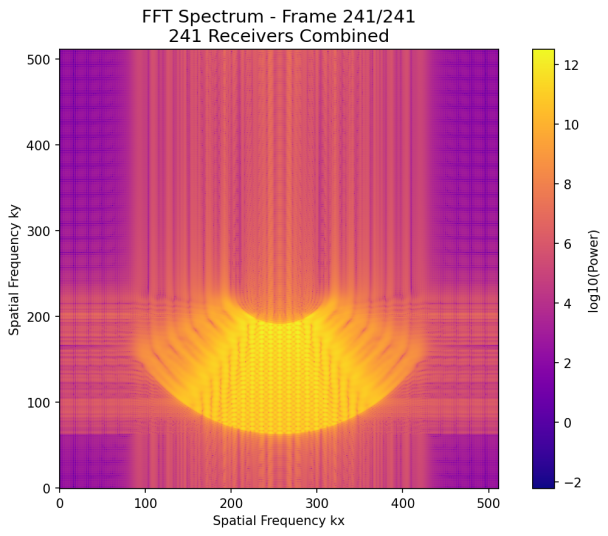 FFT Spectrum - Frame 241/241
241 Receivers Combined
500
400
300
200
100
0
Spatial Frequency ky
0 100 200 300 400 500
Spatial Frequency kx
12
10
8
6
4
2
0
−2
log10(Power)